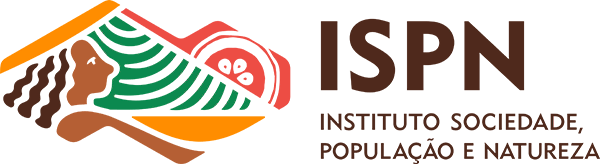 ISPN
INSTITUTO SOCIEDADE,
POPULAÇÃO E NATUREZA